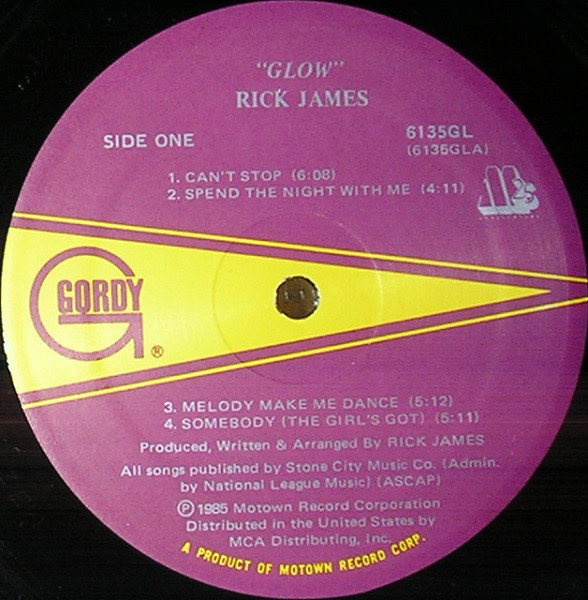 "GLOW"
RICK JAMES
SIDE ONE
6135GL
(6135GLA)
1. CAN'T STOP (6:08)
2. SPEND THE NIGHT WITH ME (4:11)
GORDY
®
3. MELODY MAKE ME DANCE (5:12)
4. SOMEBODY (THE GIRL'S GOT) (5:11)
Produced, Written & Arranged By RICK JAMES
All songs published by Stone City Music Co. (Admin.
by National League Music) (ASCAP)
Ⓟ 1985 Motown Record Corporation
Distributed in the United States by
MCA Distributing, Inc.
A PRODUCT OF MOTOWN RECORD CORP.